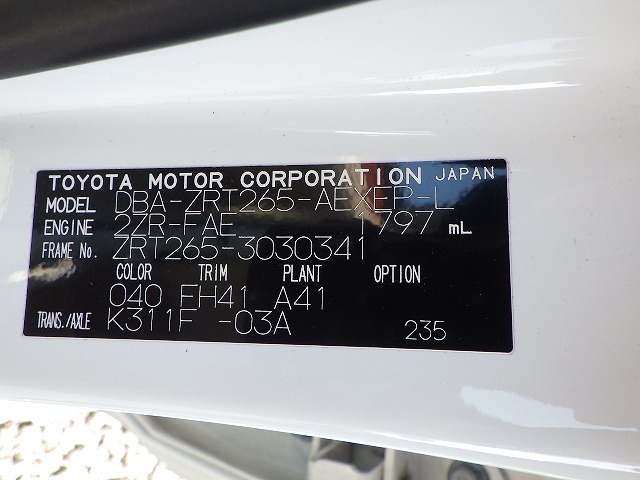 TOYOTA MOTOR CORPORATION JAPAN
MODEL DBA-ZRT265-AEXEP-L
ENGINE 2ZR-FAE 1797 mL
FRAME No. ZRT265-3030341
COLOR TRIM PLANT OPTION
040 FH41 A41
TRANS./AXLE K311F -03A 235